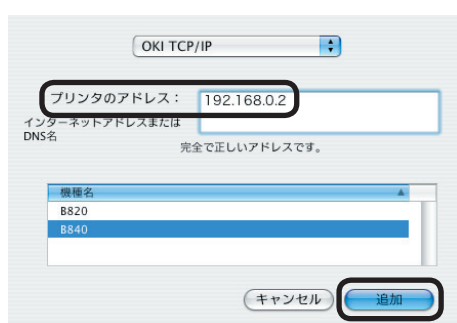 OKI TCP/IP
プリンタのアドレス： 192.168.0.2
インターネットアドレスまたは
DNS名
完全で正しいアドレスです。
機種名
B820
B840
キャンセル 追加